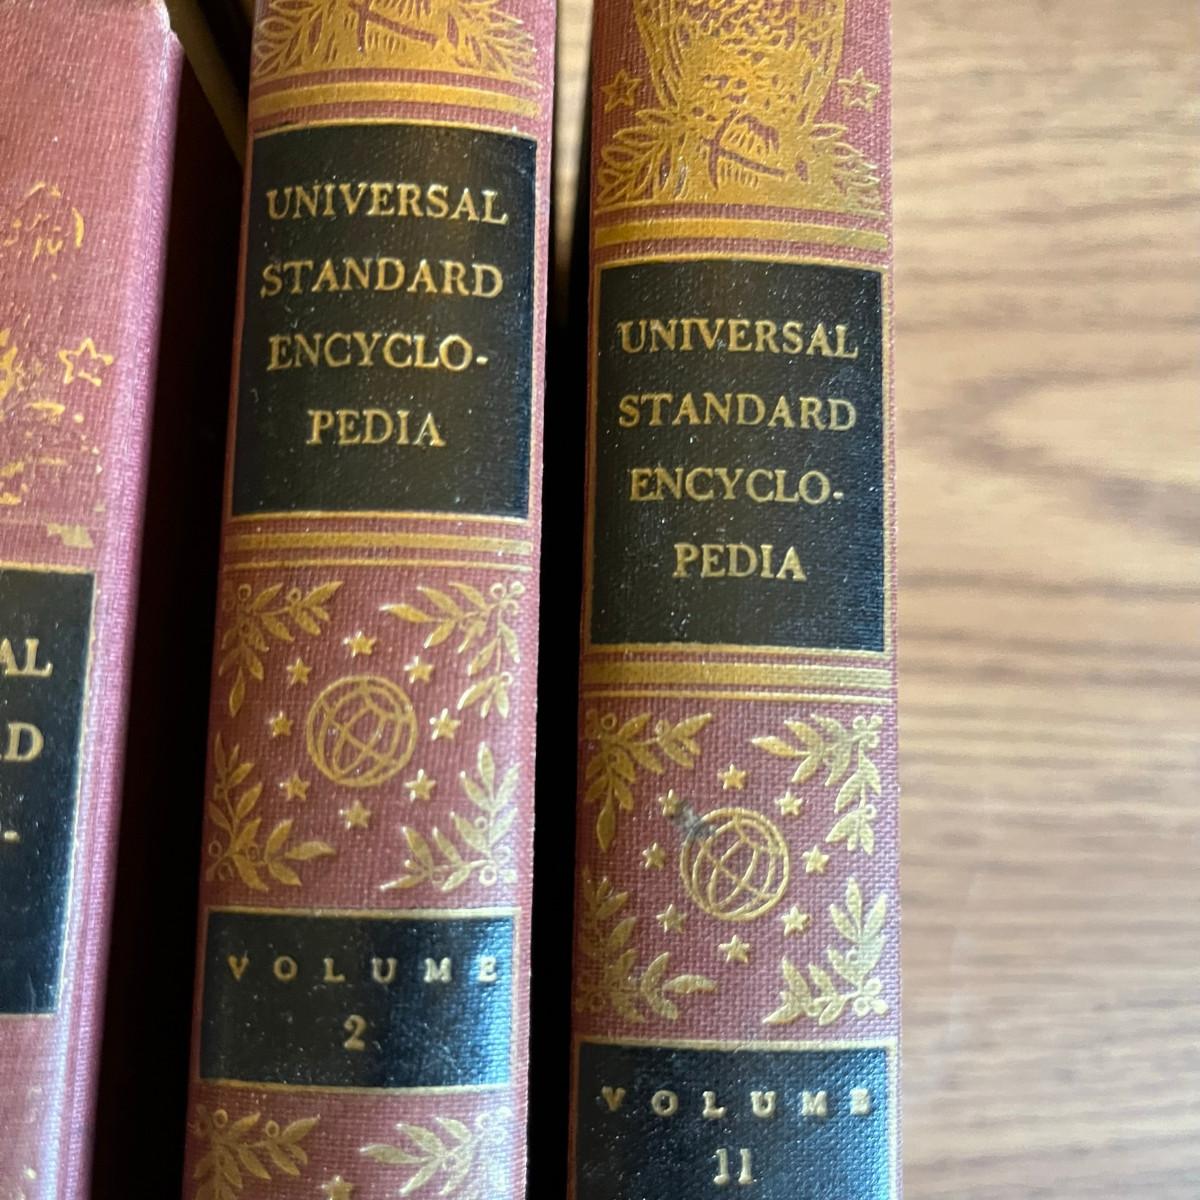 UNIVERSAL
STANDARD
ENCYCLO-
PEDIA
VOLUME
2
UNIVERSAL
STANDARD
ENCYCLO-
PEDIA
VOLUME
11